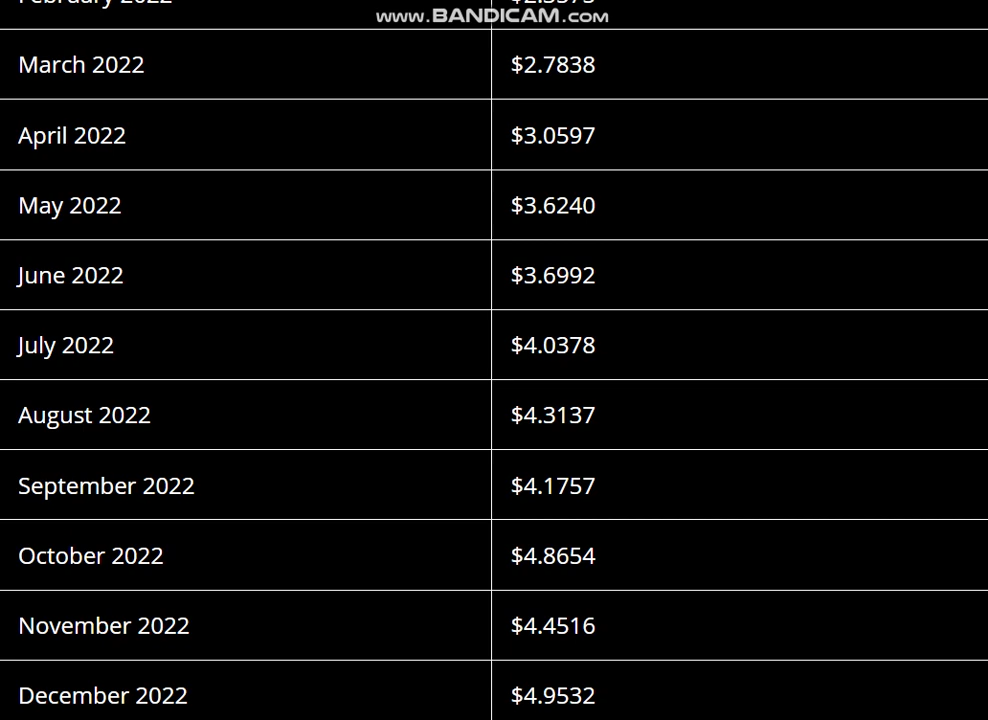 www.BANDICAM.com
March 2022 $2.7838
April 2022 $3.0597
May 2022 $3.6240
June 2022 $3.6992
July 2022 $4.0378
August 2022 $4.3137
September 2022 $4.1757
October 2022 $4.8654
November 2022 $4.4516
December 2022 $4.9532